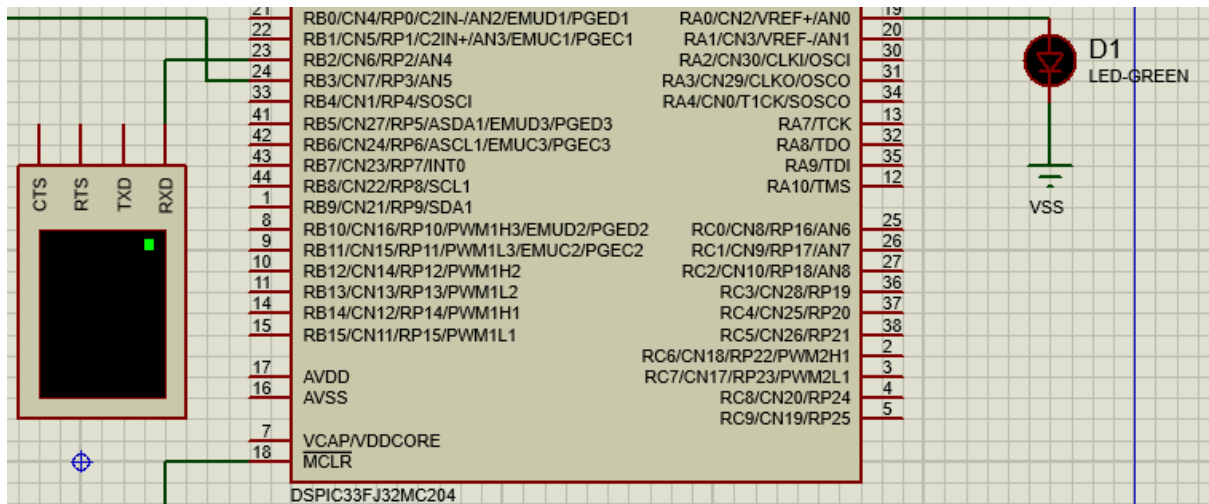 21 RB0/CN4/RP0/C2IN-/AN2/EMUD1/PGED1 RA0/CN2/VREF+/AN0 19
22 RB1/CN5/RP1/C2IN+/AN3/EMUC1/PGEC1 RA1/CN3/VREF-/AN1 20
23 RB2/CN6/RP2/AN4 RA2/CN30/CLKI/OSCI 30
24 RB3/CN7/RP3/AN5 RA3/CN29/CLKO/OSCO 31
33 RB4/CN1/RP4/SOSCI RA4/CN0/T1CK/SOSCO 34
41 RB5/CN27/RP5/ASDA1/EMUD3/PGED3 RA7/TCK 13
42 RB6/CN24/RP6/ASCL1/EMUC3/PGEC3 RA8/TDO 32
43 RB7/CN23/RP7/INT0 RA9/TDI 35
44 RB8/CN22/RP8/SCL1 RA10/TMS 12
1 RB9/CN21/RP9/SDA1
8 RB10/CN16/RP10/PWM1H3/EMUD2/PGED2 RC0/CN8/RP16/AN6 25
9 RB11/CN15/RP11/PWM1L3/EMUC2/PGEC2 RC1/CN9/RP17/AN7 26
10 RB12/CN14/RP12/PWM1H2 RC2/CN10/RP18/AN8 27
11 RB13/CN13/RP13/PWM1L2 RC3/CN28/RP19 36
14 RB14/CN12/RP14/PWM1H1 RC4/CN25/RP20 37
15 RB15/CN11/RP15/PWM1L1 RC5/CN26/RP21 38
RC6/CN18/RP22/PWM2H1 2
17 AVDD RC7/CN17/RP23/PWM2L1 3
16 AVSS RC8/CN20/RP24 4
RC9/CN19/RP25 5
7 VCAP/VDDCORE
18 MCLR
DSPIC33FJ32MC204
D1
LED-GREEN
VSS
CTS
RTS
TXD
RXD